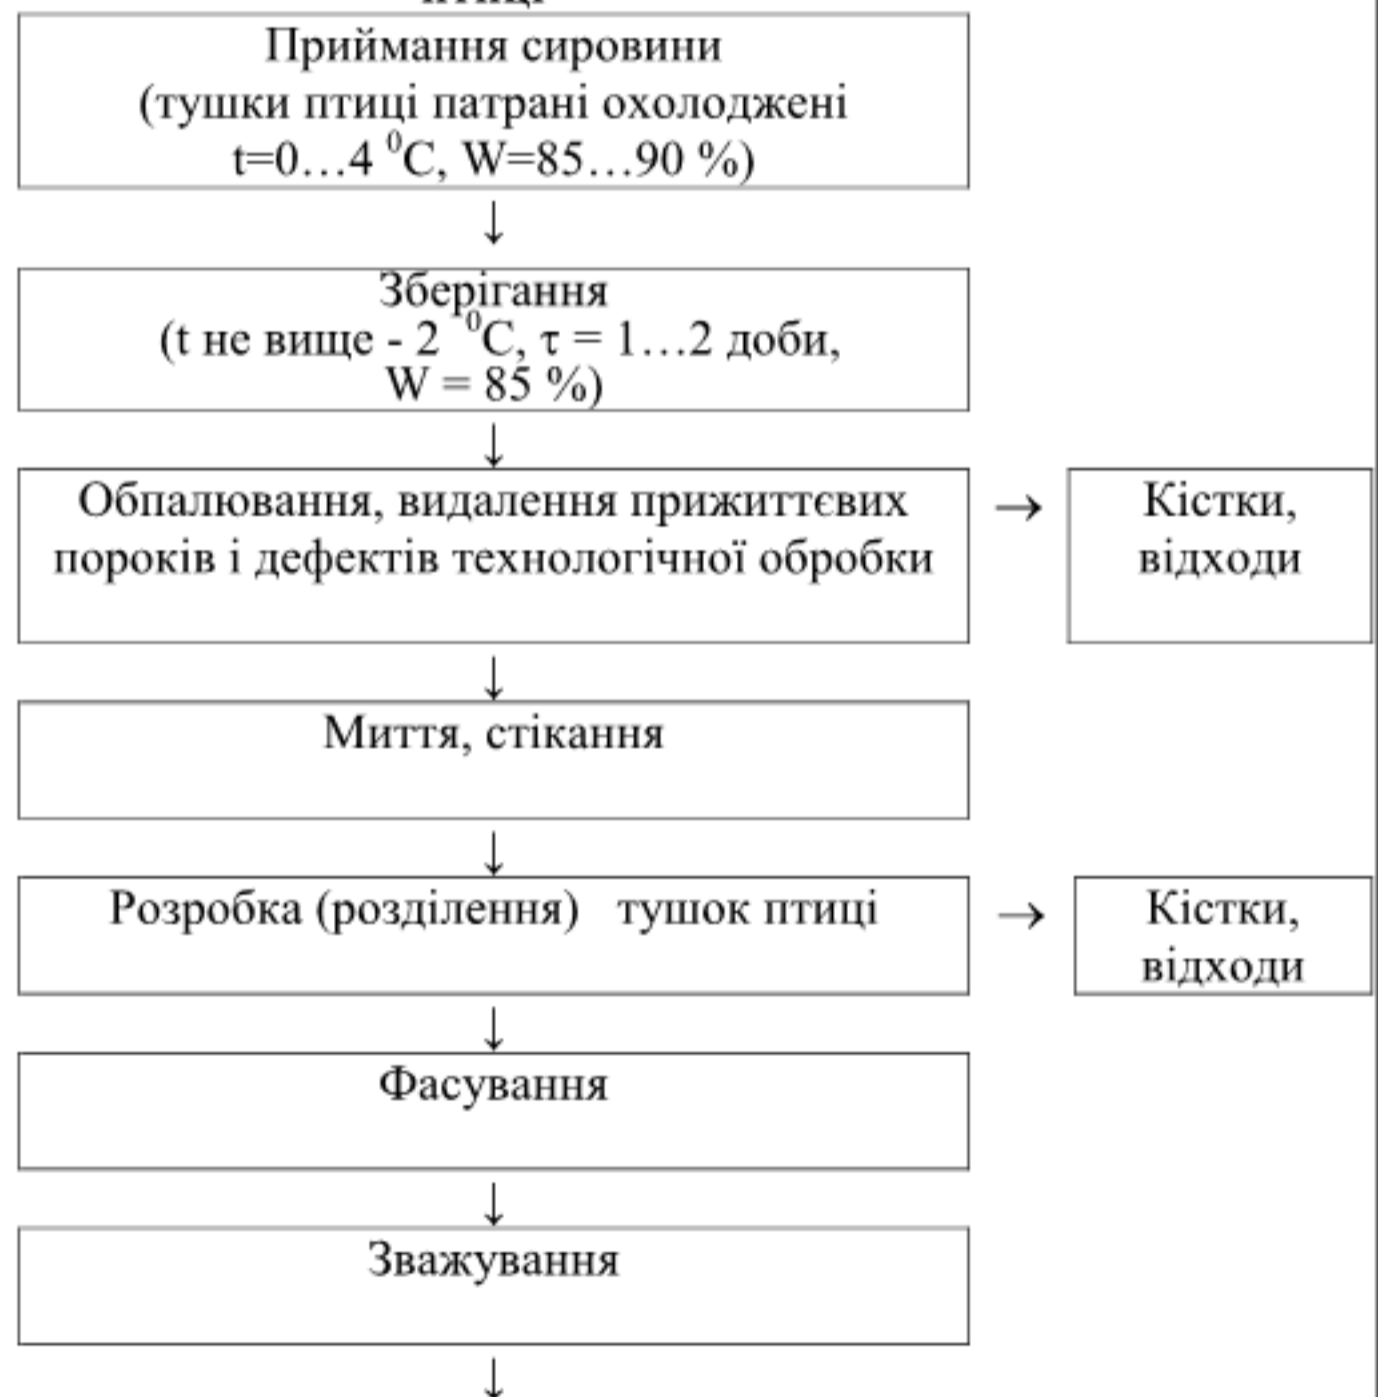 Приймання сировини
(тушки птиці патрані охолоджені
t=0…4 ⁰C, W=85…90 %)
↓
Зберігання
(t не вище - 2 ⁰C, τ = 1…2 доби,
W = 85 %)
↓
Обпалювання, видалення прижиттєвих
пороків і дефектів технологічної обробки
→
Кістки,
відходи
↓
Миття, стікання
↓
Розробка (розділення) тушок птиці
→
Кістки,
відходи
↓
Фасування
↓
Зважування
↓